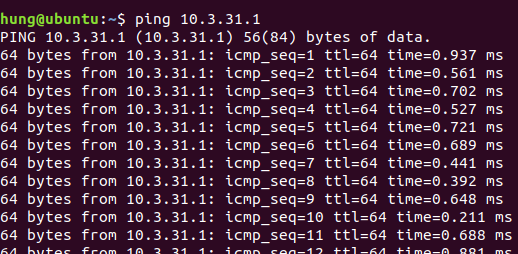 hung@ubuntu:~$ ping 10.3.31.1
PING 10.3.31.1 (10.3.31.1) 56(84) bytes of data.
64 bytes from 10.3.31.1: icmp_seq=1 ttl=64 time=0.937 ms
64 bytes from 10.3.31.1: icmp_seq=2 ttl=64 time=0.561 ms
64 bytes from 10.3.31.1: icmp_seq=3 ttl=64 time=0.702 ms
64 bytes from 10.3.31.1: icmp_seq=4 ttl=64 time=0.527 ms
64 bytes from 10.3.31.1: icmp_seq=5 ttl=64 time=0.721 ms
64 bytes from 10.3.31.1: icmp_seq=6 ttl=64 time=0.689 ms
64 bytes from 10.3.31.1: icmp_seq=7 ttl=64 time=0.441 ms
64 bytes from 10.3.31.1: icmp_seq=8 ttl=64 time=0.392 ms
64 bytes from 10.3.31.1: icmp_seq=9 ttl=64 time=0.648 ms
64 bytes from 10.3.31.1: icmp_seq=10 ttl=64 time=0.211 ms
64 bytes from 10.3.31.1: icmp_seq=11 ttl=64 time=0.688 ms
64 bytes from 10.3.31.1: icmp_seq=12 ttl=64 time=0.881 ms